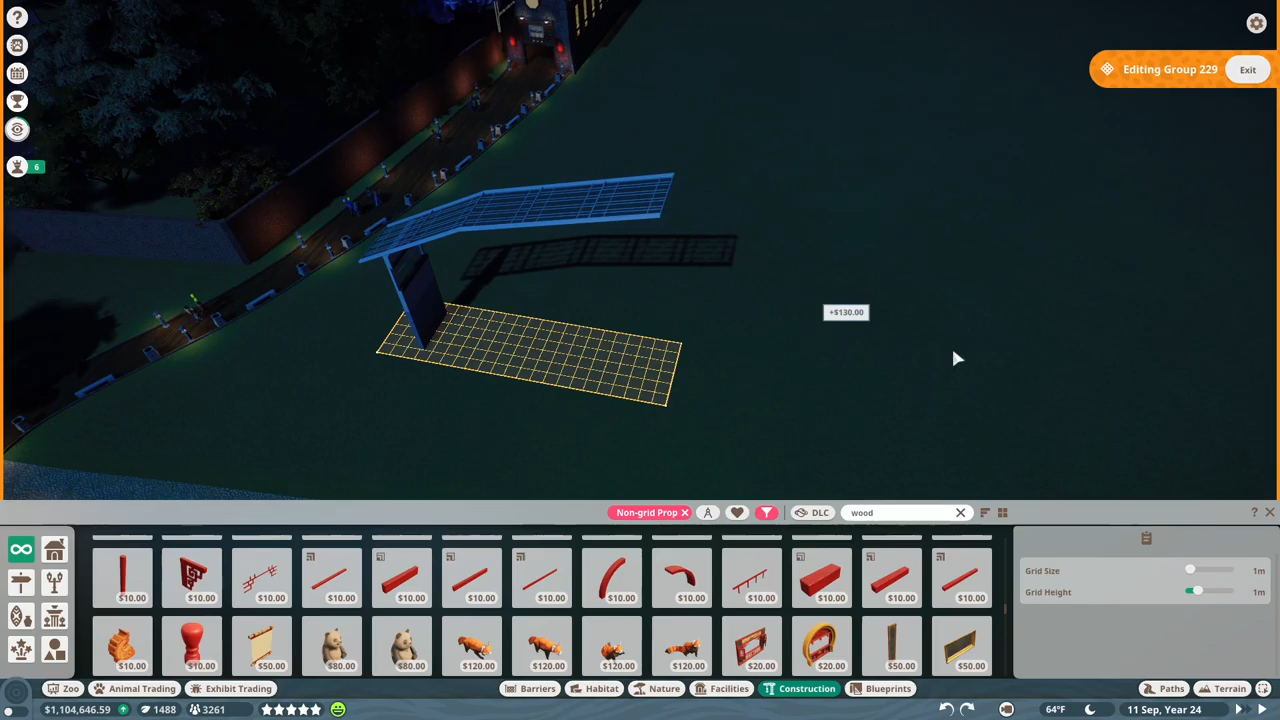 Editing Group 229
Exit
6
+$130.00
Non-grid Prop
DLC
wood
?
$10.00 $10.00 $10.00 $10.00 $10.00 $10.00 $10.00 $10.00 $10.00 $10.00 $10.00 $10.00 $10.00
$10.00 $10.00 $50.00 $80.00 $80.00 $120.00 $120.00 $120.00 $120.00 $20.00 $20.00 $50.00 $50.00
Grid Size 1m
Grid Height 1m
Zoo Animal Trading Exhibit Trading Barriers Habitat Nature Facilities Construction Blueprints Paths Terrain
$1,104,646.59 1488 3261 64°F 11 Sep, Year 24